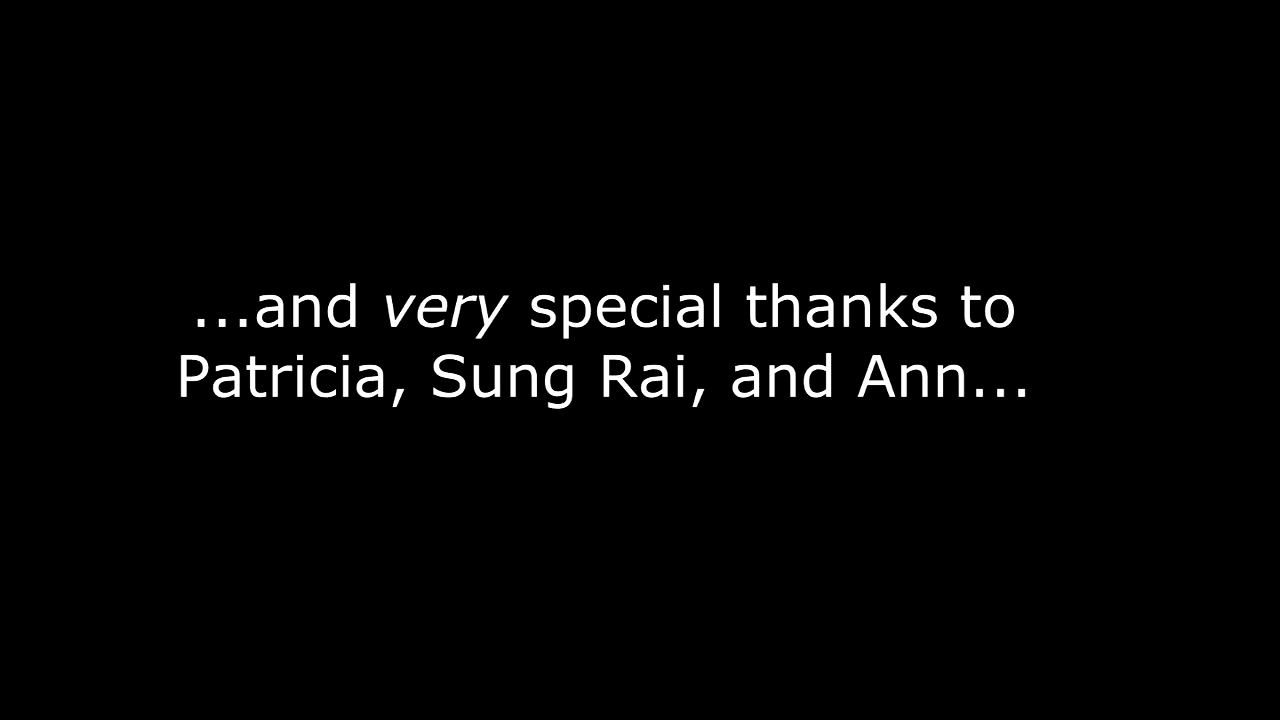 ...and very special thanks to
Patricia, Sung Rai, and Ann...